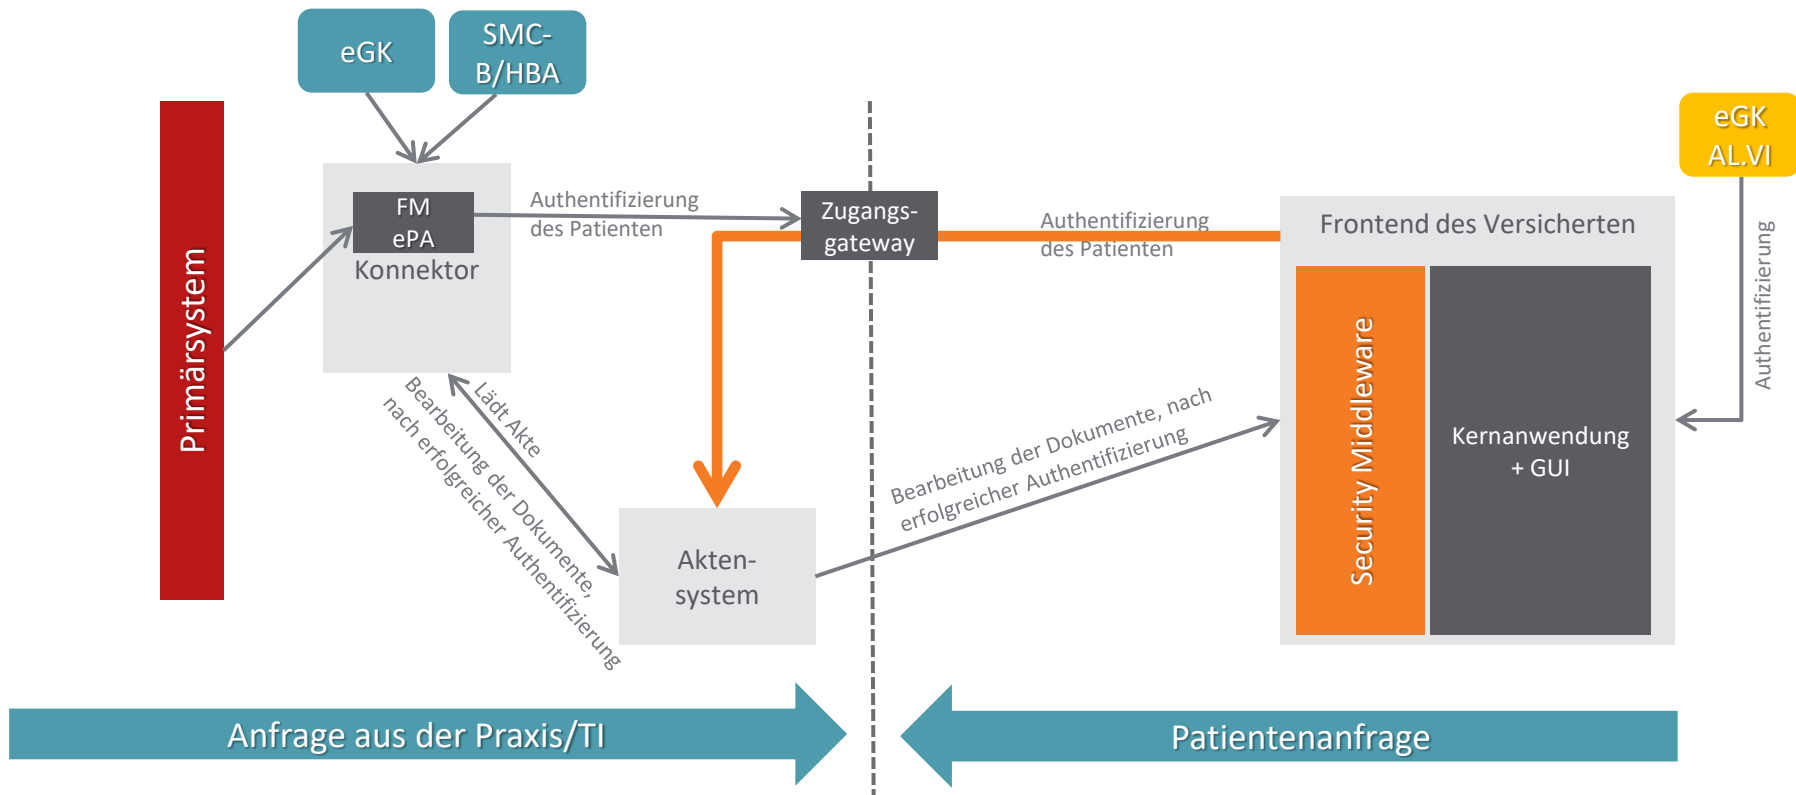 eGK
SMC-
B/HBA
eGK
AL.VI
Primärsystem
FM
ePA
Konnektor
Authentifizierung
des Patienten
Zugangs-
gateway
Authentifizierung
des Patienten
Frontend des Versicherten
Security Middleware
Kernanwendung
+ GUI
Authentifizierung
Lädt Akte
Bearbeitung der Dokumente,
nach erfolgreicher Authentifizierung
Akten-
system
Bearbeitung der Dokumente, nach
erfolgreicher Authentifizierung
Anfrage aus der Praxis/TI
Patientenanfrage